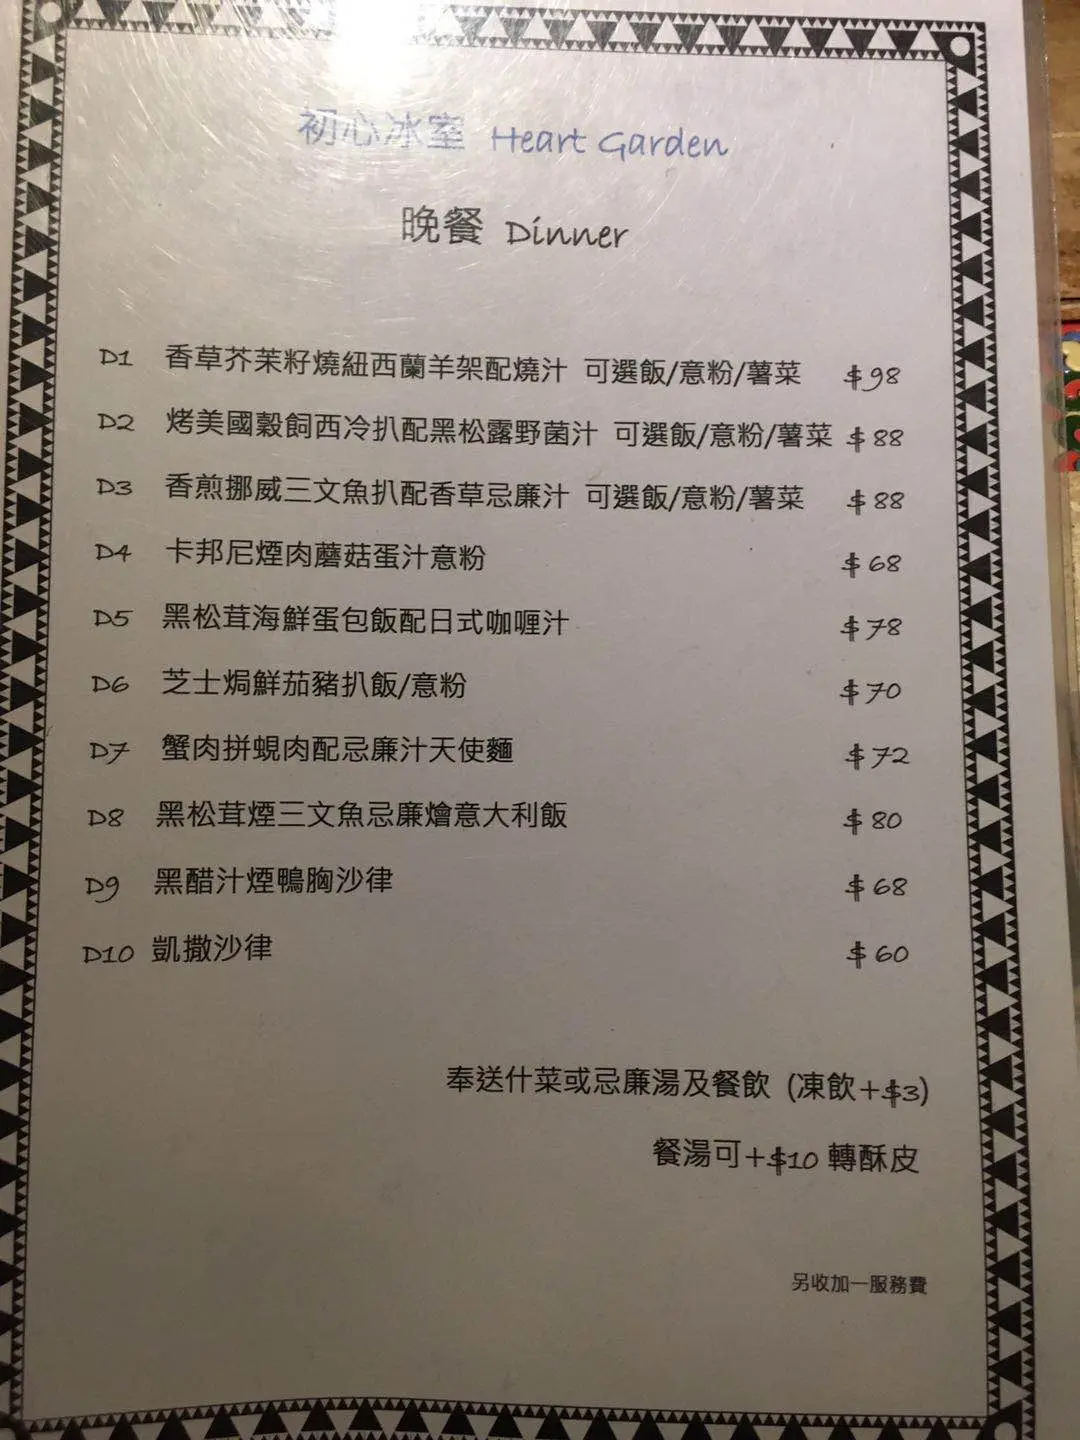 初心冰室 Heart Garden
晚餐 Dinner
D1 香草芥茉籽燒紐西蘭羊架配燒汁 可選飯/意粉/薯菜 $98
D2 烤美國穀飼西冷扒配黑松露野菌汁 可選飯/意粉/薯菜 $88
D3 香煎挪威三文魚扒配香草忌廉汁 可選飯/意粉/薯菜 $88
D4 卡邦尼煙肉蘑菇蛋汁意粉 $68
D5 黑松茸海鮮蛋包飯配日式咖喱汁 $78
D6 芝士焗鮮茄豬扒飯/意粉 $70
D7 蟹肉拼蜆肉配忌廉汁天使麵 $72
D8 黑松茸煙三文魚忌廉燴意大利飯 $80
D9 黑醋汁煙鴨胸沙律 $68
D10 凱撒沙律 $60
奉送什菜或忌廉湯及餐飲 (凍飲+$3)
餐湯可+$10 轉酥皮
另收加一服務費